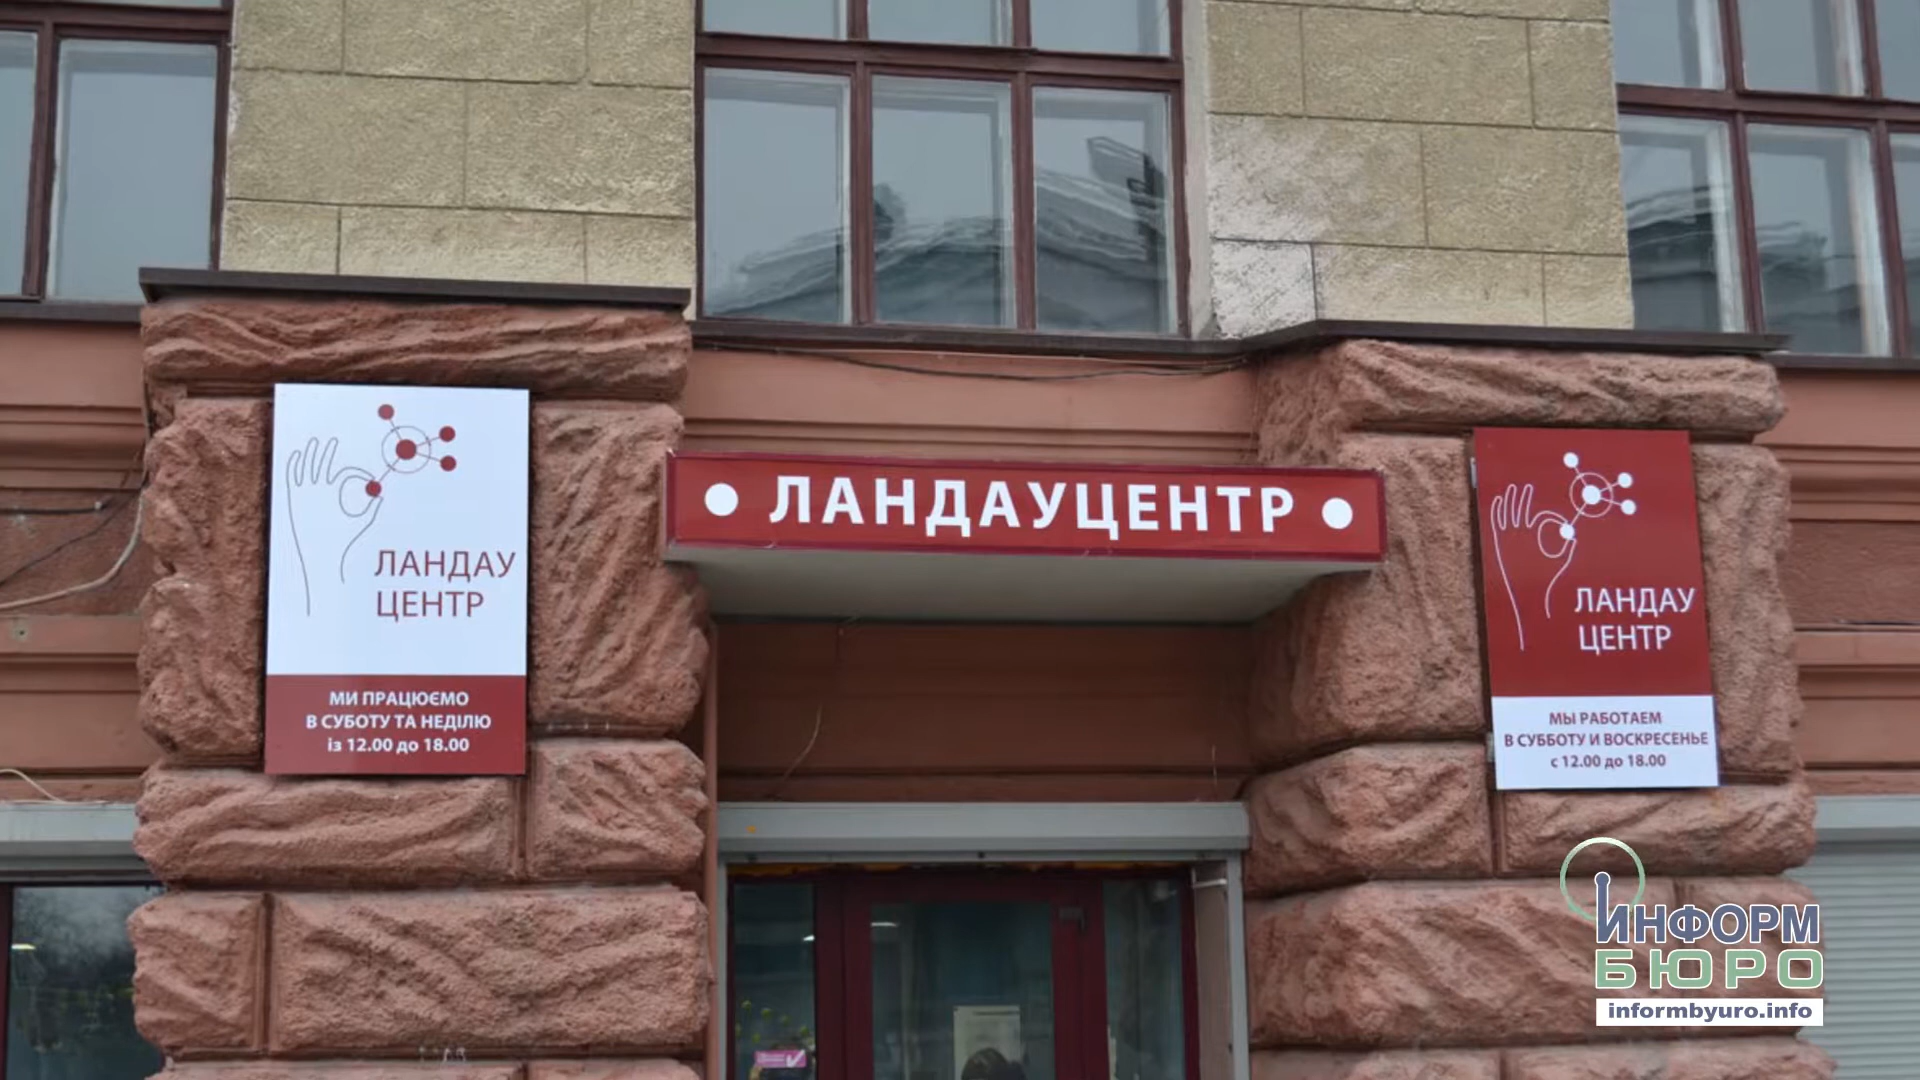 ЛАНДАУ
ЦЕНТР
МИ ПРАЦЮЄМО
В СУБОТУ ТА НЕДІЛЮ
із 12.00 до 18.00
• ЛАНДАУЦЕНТР •
ЛАНДАУ
ЦЕНТР
МЫ РАБОТАЕМ
В СУББОТУ И ВОСКРЕСЕНЬЕ
с 12.00 до 18.00
ИНФОРМ
БЮРО
informbyuro.info